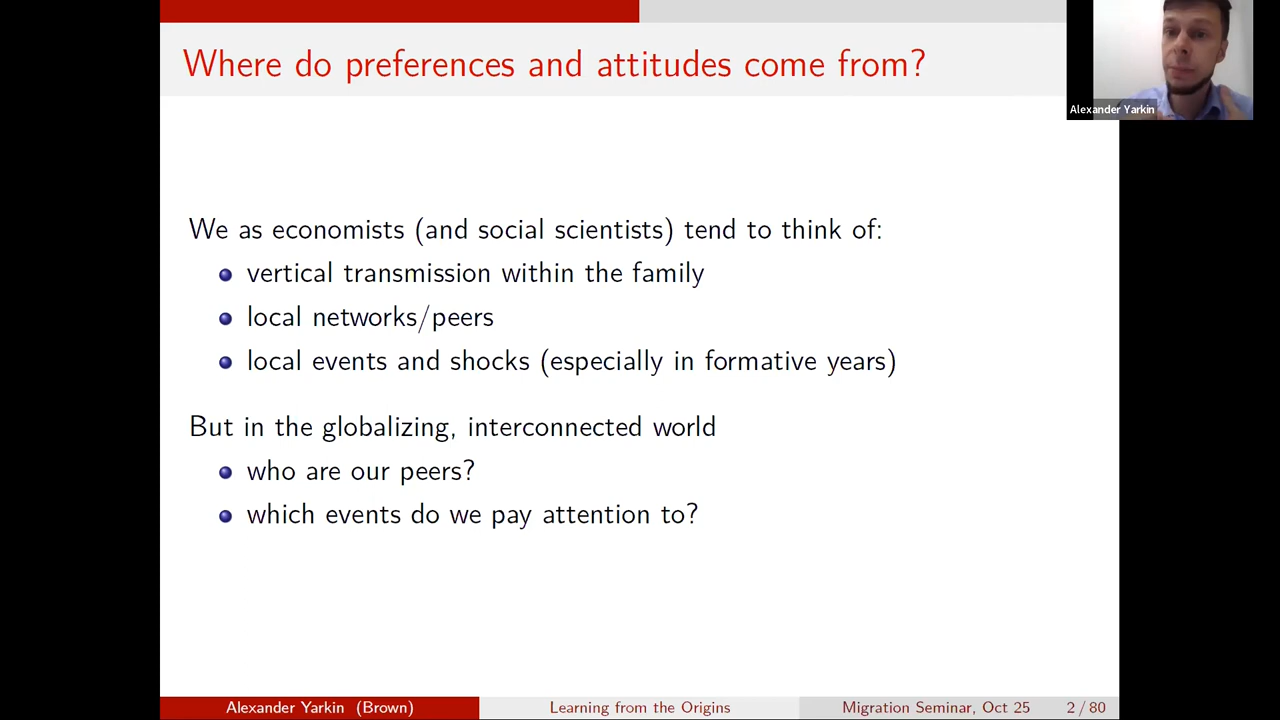 Where do preferences and attitudes come from?
Alexander Yarkin
We as economists (and social scientists) tend to think of:
vertical transmission within the family
local networks/peers
local events and shocks (especially in formative years)
But in the globalizing, interconnected world
who are our peers?
which events do we pay attention to?
Alexander Yarkin (Brown)
Learning from the Origins
Migration Seminar, Oct 25
2 / 80